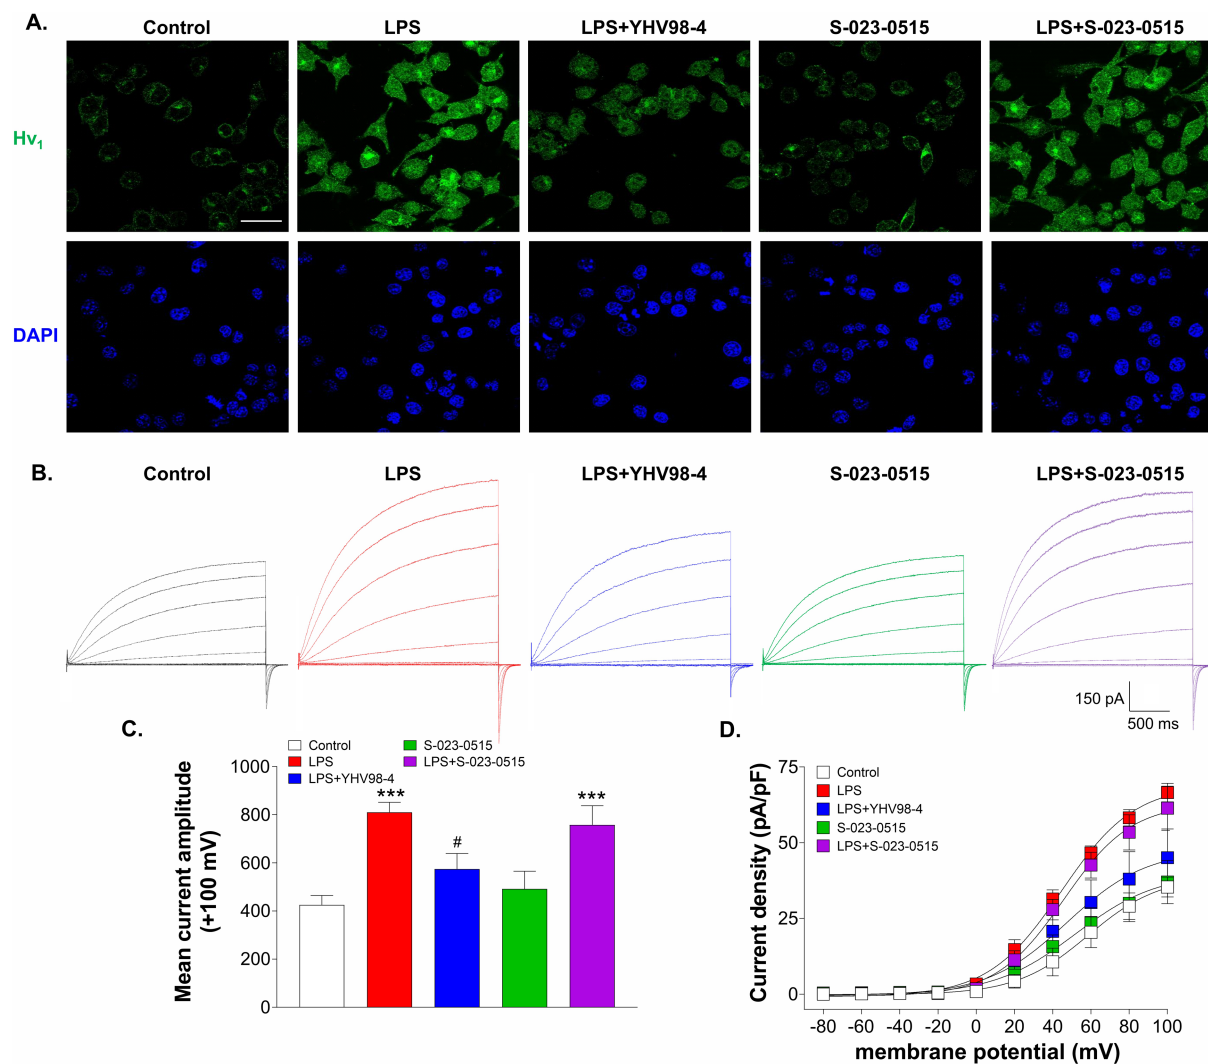 A.
Control LPS LPS+YHV98-4 S-023-0515 LPS+S-023-0515
Hv1
DAPI
B.
Control LPS LPS+YHV98-4 S-023-0515 LPS+S-023-0515
150 pA
500 ms
C.
Control
LPS
LPS+YHV98-4
S-023-0515
LPS+S-023-0515
Mean current amplitude
(+100 mV)
1000
800
600
400
200
0
***
#
***
D.
Control
LPS
LPS+YHV98-4
S-023-0515
LPS+S-023-0515
Current density (pA/pF)
75
50
25
0
-80 -60 -40 -20 0 20 40 60 80 100
membrane potential (mV)